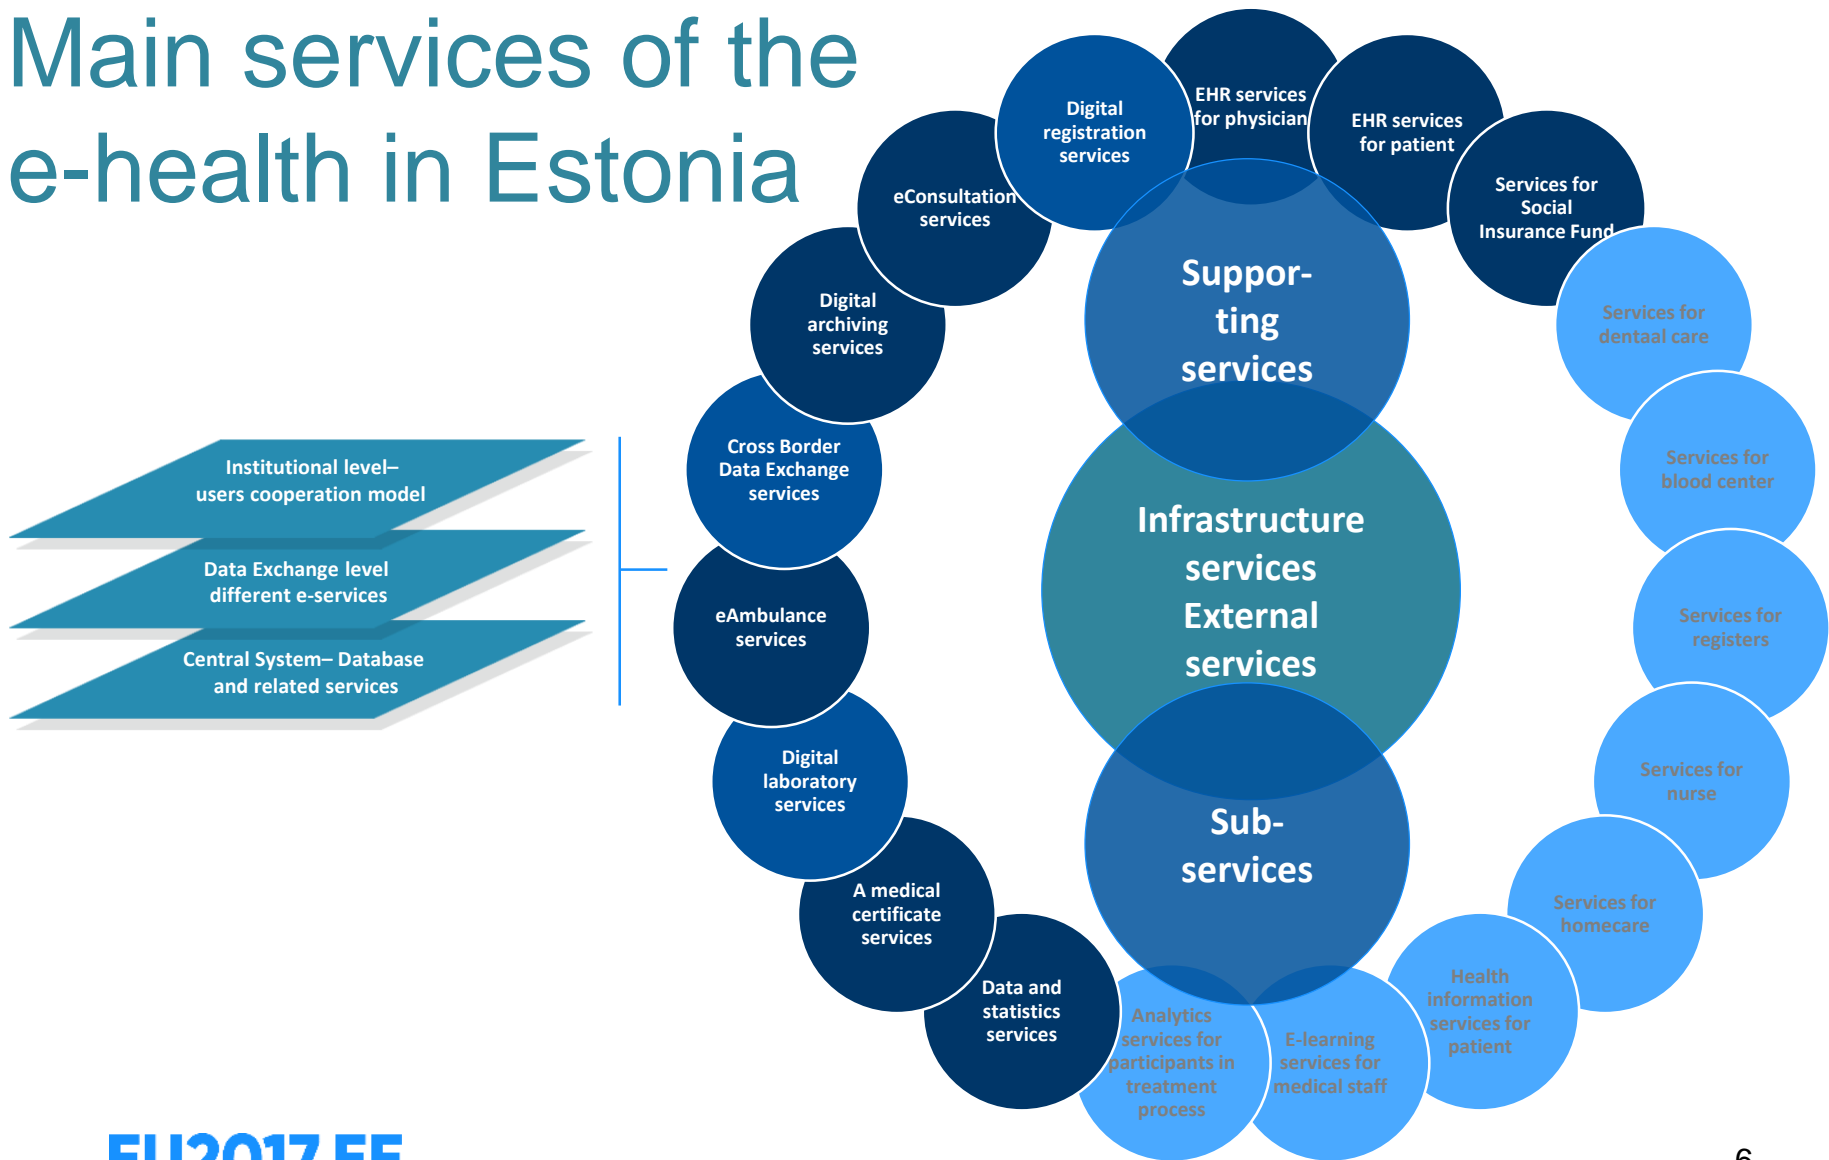 Main services of the
e-health in Estonia
EHR services
for physician
EHR services
for patient
Services for
Social
Insurance Fund
Services for
dentaal care
Services for
blood center
Services for
registers
Services for
nurse
Services for
homecare
Health
information
services for
patient
E-learning
services for
medical staff
Analytics
services for
participants in
treatment
process
Data and
statistics
services
A medical
certificate
services
Digital
laboratory
services
eAmbulance
services
Cross Border
Data Exchange
services
Digital
archiving
services
eConsultation
services
Digital
registration
services
Suppor-
ting
services
Infrastructure
services
External
services
Sub-
services
Institutional level–
users cooperation model
Data Exchange level
different e-services
Central System– Database
and related services
EU2017.EE
6